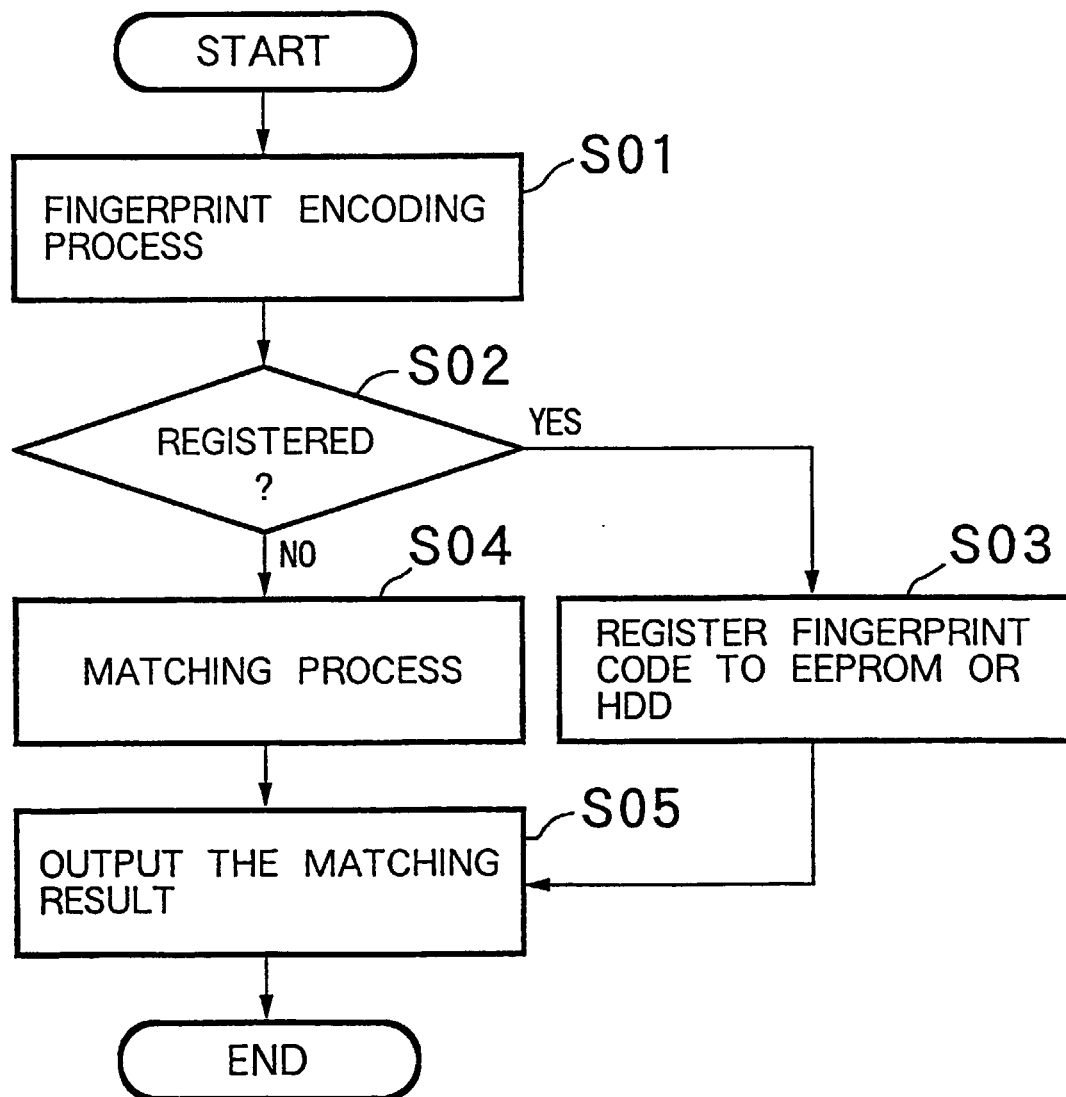 START
S01
FINGERPRINT ENCODING
PROCESS
S02
REGISTERED
?
YES
NO
S04
MATCHING PROCESS
S03
REGISTER FINGERPRINT
CODE TO EEPROM OR
HDD
S05
OUTPUT THE MATCHING
RESULT
END